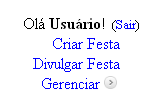 Olá Usuário! (Sair)
Criar Festa
Divulgar Festa
Gerenciar